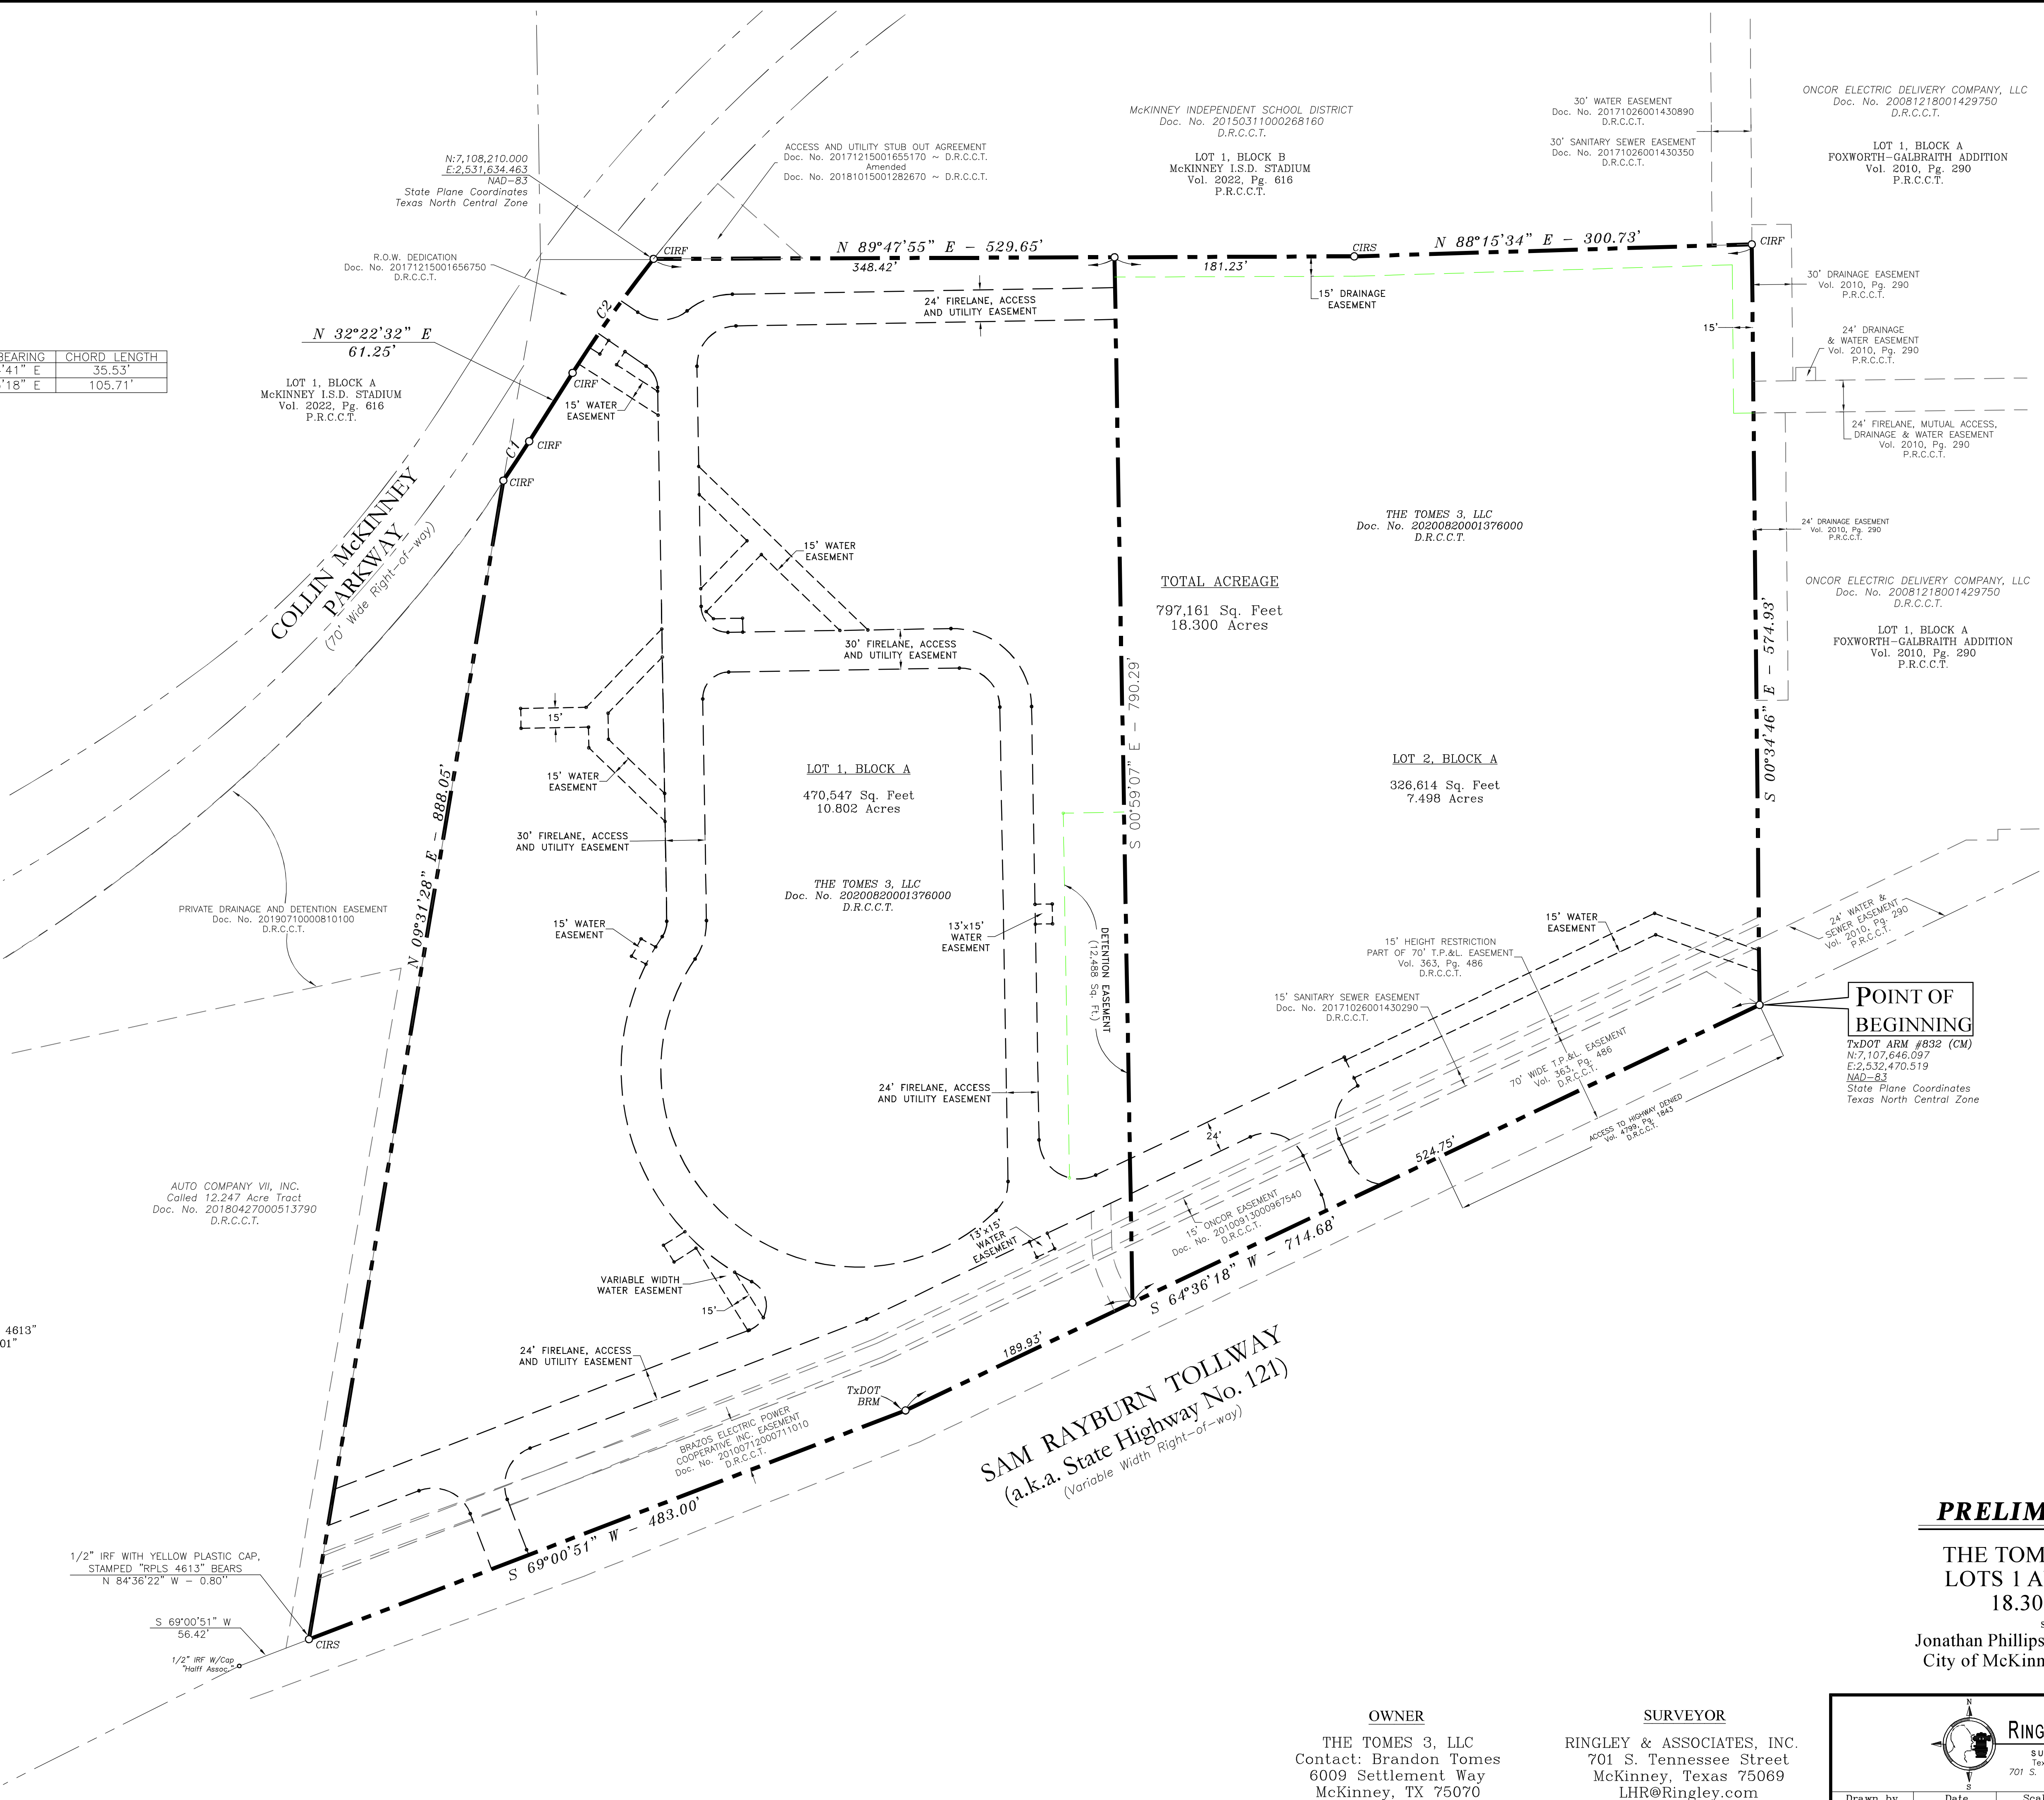 N:7,108,210.000
E:2,531,634.463
NAD-83
State Plane Coordinates
Texas North Central Zone
ACCESS AND UTILITY STUB OUT AGREEMENT
Doc. No. 20171215001655170 ~ D.R.C.C.T.
Amended
Doc. No. 20181015001282670 ~ D.R.C.C.T.
McKINNEY INDEPENDENT SCHOOL DISTRICT
Doc. No. 20150311000268160
D.R.C.C.T.
LOT 1, BLOCK B
McKINNEY I.S.D. STADIUM
Vol. 2022, Pg. 616
P.R.C.C.T.
30' WATER EASEMENT
Doc. No. 20171026001430890
D.R.C.C.T.
30' SANITARY SEWER EASEMENT
Doc. No. 20171026001430350
D.R.C.C.T.
ONCOR ELECTRIC DELIVERY COMPANY, LLC
Doc. No. 20081218001429750
D.R.C.C.T.
LOT 1, BLOCK A
FOXWORTH-GALBRAITH ADDITION
Vol. 2010, Pg. 290
P.R.C.C.T.
R.O.W. DEDICATION
Doc. No. 20171215001656750
D.R.C.C.T.
CIRF
N 89°47'55" E - 529.65'
348.42'
181.23'
CIRS
N 88°15'34" E - 300.73'
CIRF
15' DRAINAGE
EASEMENT
24' FIRELANE, ACCESS
AND UTILITY EASEMENT
30' DRAINAGE EASEMENT
Vol. 2010, Pg. 290
P.R.C.C.T.
15'
24' DRAINAGE
& WATER EASEMENT
Vol. 2010, Pg. 290
P.R.C.C.T.
24' FIRELANE, MUTUAL ACCESS,
DRAINAGE & WATER EASEMENT
Vol. 2010, Pg. 290
P.R.C.C.T.
C2
N 32°22'32" E
61.25'
BEARING CHORD LENGTH
'41" E 35.53'
'18" E 105.71'
LOT 1, BLOCK A
McKINNEY I.S.D. STADIUM
Vol. 2022, Pg. 616
P.R.C.C.T.
CIRF
15' WATER
EASEMENT
C1
CIRF
CIRF
COLLIN McKINNEY
PARKWAY
(70' Wide Right-of-way)
15' WATER
EASEMENT
THE TOMES 3, LLC
Doc. No. 20200820001376000
D.R.C.C.T.
24' DRAINAGE EASEMENT
Vol. 2010, Pg. 290
P.R.C.C.T.
TOTAL ACREAGE
797,161 Sq. Feet
18.300 Acres
ONCOR ELECTRIC DELIVERY COMPANY, LLC
Doc. No. 20081218001429750
D.R.C.C.T.
LOT 1, BLOCK A
FOXWORTH-GALBRAITH ADDITION
Vol. 2010, Pg. 290
P.R.C.C.T.
30' FIRELANE, ACCESS
AND UTILITY EASEMENT
S 00°59'07" E - 790.29'
S 00°34'46" E - 574.93'
15'
15' WATER
EASEMENT
LOT 1, BLOCK A
470,547 Sq. Feet
10.802 Acres
LOT 2, BLOCK A
326,614 Sq. Feet
7.498 Acres
N 09°31'28" E - 888.05'
30' FIRELANE, ACCESS
AND UTILITY EASEMENT
THE TOMES 3, LLC
Doc. No. 20200820001376000
D.R.C.C.T.
PRIVATE DRAINAGE AND DETENTION EASEMENT
Doc. No. 20190710000810100
D.R.C.C.T.
15' WATER
EASEMENT
13'x15'
WATER
EASEMENT
DETENTION EASEMENT
(12,488 Sq. Ft.)
15' WATER
EASEMENT
24' WATER &
SEWER EASEMENT
Vol. 2010, Pg. 290
P.R.C.C.T.
15' HEIGHT RESTRICTION
PART OF 70' T.P.&L. EASEMENT
Vol. 363, Pg. 486
D.R.C.C.T.
15' SANITARY SEWER EASEMENT
Doc. No. 20171026001430290
D.R.C.C.T.
70' WIDE T.P.&L. EASEMENT
Vol. 363, Pg. 486
D.R.C.C.T.
POINT OF
BEGINNING
TxDOT ARM #832 (CM)
N:7,107,646.097
E:2,532,470.519
NAD-83
State Plane Coordinates
Texas North Central Zone
24' FIRELANE, ACCESS
AND UTILITY EASEMENT
ACCESS TO HIGHWAY DENIED
Vol. 4799, Pg. 1843
D.R.C.C.T.
24'
524.75'
AUTO COMPANY VII, INC.
Called 12.247 Acre Tract
Doc. No. 20180427000513790
D.R.C.C.T.
15' ONCOR EASEMENT
Doc. No. 20100913000967540
D.R.C.C.T.
13'x15'
WATER
EASEMENT
S 64°36'18" W - 714.68'
VARIABLE WIDTH
WATER EASEMENT
15'
4613"
01"
24' FIRELANE, ACCESS
AND UTILITY EASEMENT
189.93'
TxDOT
BRM
SAM RAYBURN TOLLWAY
(a.k.a. State Highway No. 121)
(Variable Width Right-of-way)
BRAZOS ELECTRIC POWER
COOPERATIVE INC. EASEMENT
Doc. No. 20100712000711010
D.R.C.C.T.
S 69°00'51" W - 483.00'
1/2" IRF WITH YELLOW PLASTIC CAP,
STAMPED "RPLS 4613" BEARS
N 84°36'22" W - 0.80''
S 69°00'51" W
56.42'
CIRS
1/2" IRF W/Cap
"Halff Assoc."
PRELIM
THE TOM
LOTS 1 A
18.30
S
Jonathan Phillips
City of McKinn
OWNER
THE TOMES 3, LLC
Contact: Brandon Tomes
6009 Settlement Way
McKinney, TX 75070
SURVEYOR
RINGLEY & ASSOCIATES, INC.
701 S. Tennessee Street
McKinney, Texas 75069
LHR@Ringley.com
N
S
RING
SU
Tex
701 S.
Drawn by Date Sca